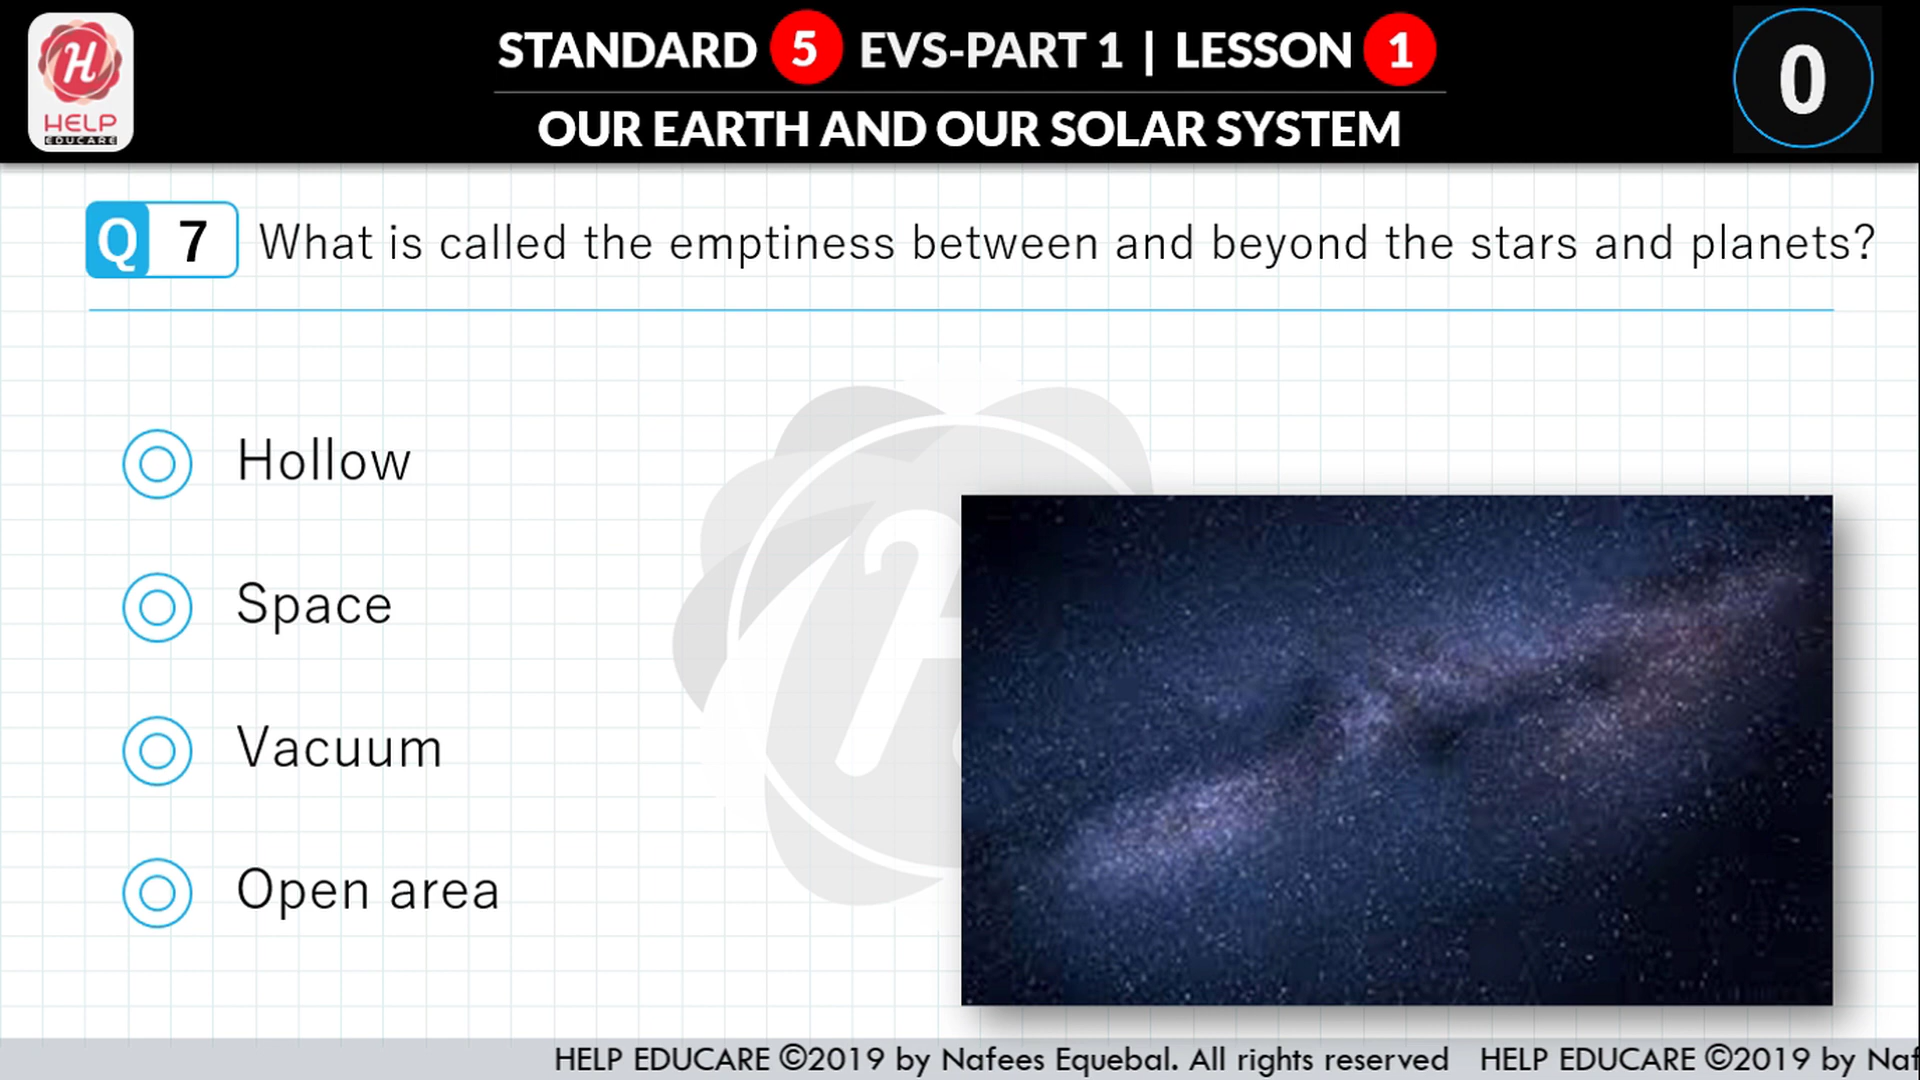 H
HELP
EDUCARE
STANDARD 5 EVS-PART 1 | LESSON 1
OUR EARTH AND OUR SOLAR SYSTEM
0
Q 7 What is called the emptiness between and beyond the stars and planets?
Hollow
Space
Vacuum
Open area
HELP EDUCARE ©2019 by Nafees Equebal. All rights reserved HELP EDUCARE ©2019 by Naf